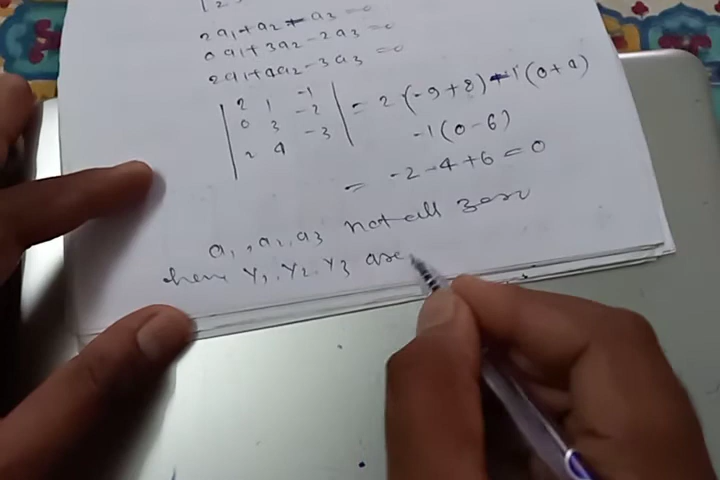 2a1+a2-a3=0
0a1+3a2-2a3=0
2a1+4a2-3a3=0
| 2 1 -1 | = 2(-9+8)-1(0+4)
| 0 3 -2 | -1(0-6)
| 2 4 -3 |
= -2-4+6=0
a1, a2, a3 not all zero
hence Y1, Y2, Y3 are